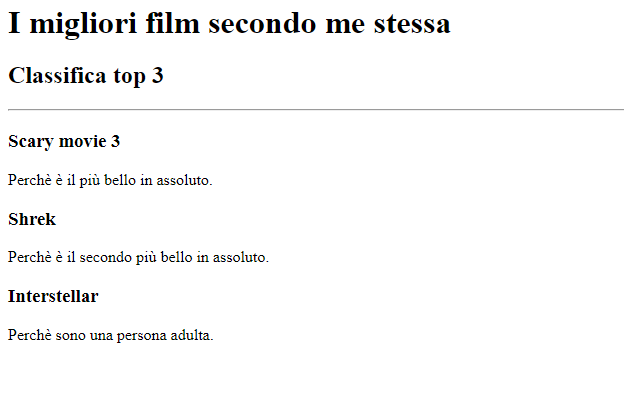 I migliori film secondo me stessa
Classifica top 3
Scary movie 3
Perchè è il più bello in assoluto.
Shrek
Perchè è il secondo più bello in assoluto.
Interstellar
Perchè sono una persona adulta.